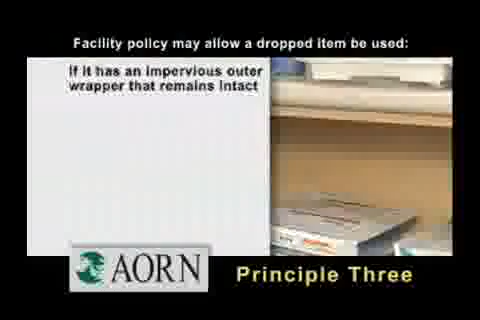 Facility policy may allow a dropped item be used:
If it has an impervious outer
wrapper that remains intact
AORN
Principle Three